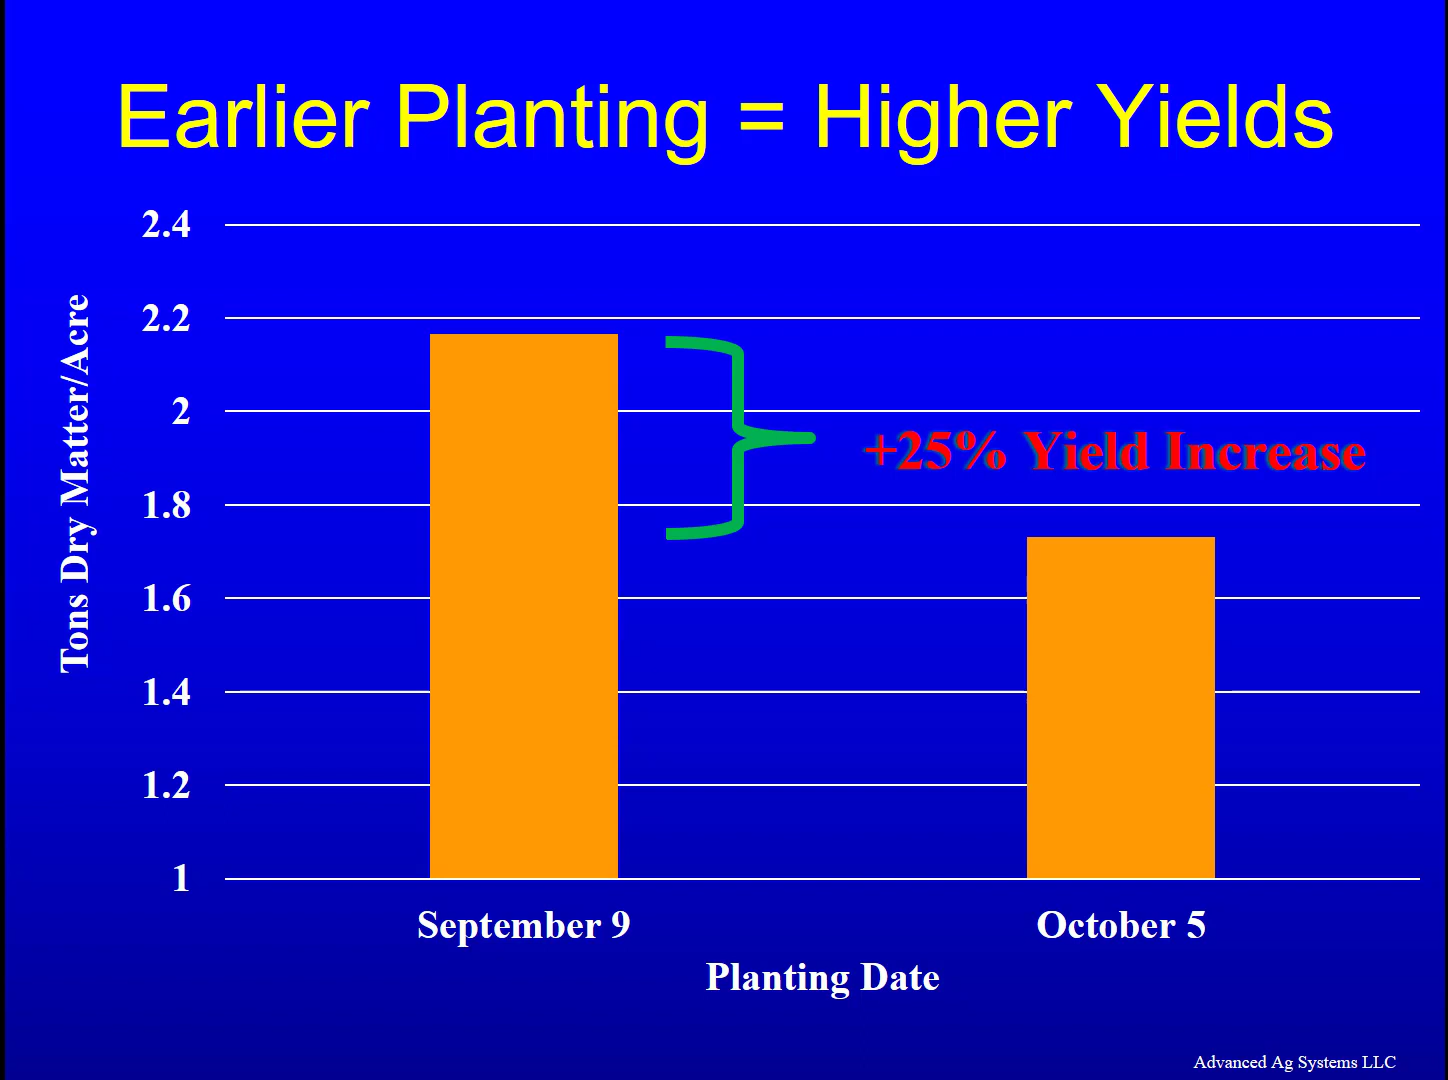 Earlier Planting = Higher Yields
2.4
2.2
2
1.8
1.6
1.4
1.2
1
Tons Dry Matter/Acre
+25% Yield Increase
September 9
October 5
Planting Date
Advanced Ag Systems LLC